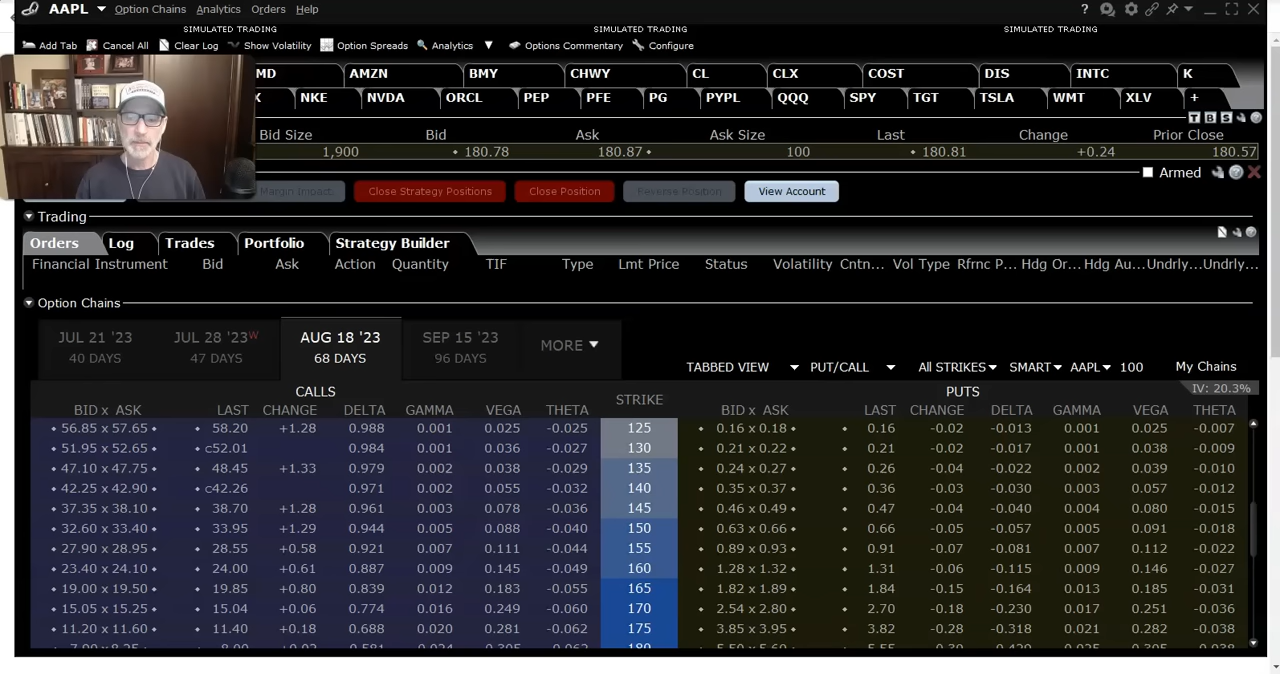 AAPL Option Chains Analytics Orders Help ?
SIMULATED TRADING SIMULATED TRADING SIMULATED TRADING
Add Tab Cancel All Clear Log Show Volatility Option Spreads Analytics Options Commentary Configure
MD AMZN BMY CHWY CL CLX COST DIS INTC K
X NKE NVDA ORCL PEP PFE PG PYPL QQQ SPY TGT TSLA WMT XLV +
T B S ?
Bid Size Bid Ask Ask Size Last Change Prior Close
1,900 180.78 180.87 100 180.81 +0.24 180.57
Armed ?
Margin Impact Close Strategy Positions Close Position Reverse Position View Account
Trading
Orders Log Trades Portfolio Strategy Builder
Financial Instrument Bid Ask Action Quantity TIF Type Lmt Price Status Volatility Cntn... Vol Type Rfrnc P... Hdg Or... Hdg Au... Undrly... Undrly...
Option Chains
JUL 21 '23 JUL 28 '23W AUG 18 '23 SEP 15 '23 MORE
40 DAYS 47 DAYS 68 DAYS 96 DAYS
TABBED VIEW PUT/CALL All STRIKES SMART AAPL 100 My Chains
CALLS STRIKE PUTS IV: 20.3%
BID x ASK LAST CHANGE DELTA GAMMA VEGA THETA BID x ASK LAST CHANGE DELTA GAMMA VEGA THETA
56.85 x 57.65 58.20 +1.28 0.988 0.001 0.025 -0.025 125 0.16 x 0.18 0.16 -0.02 -0.013 0.001 0.025 -0.007
51.95 x 52.65 c52.01 0.984 0.001 0.036 -0.027 130 0.21 x 0.22 0.21 -0.02 -0.017 0.001 0.038 -0.009
47.10 x 47.75 48.45 +1.33 0.979 0.002 0.038 -0.029 135 0.24 x 0.27 0.26 -0.04 -0.022 0.002 0.039 -0.010
42.25 x 42.90 c42.26 0.971 0.002 0.055 -0.032 140 0.35 x 0.37 0.36 -0.03 -0.030 0.003 0.057 -0.012
37.35 x 38.10 38.70 +1.28 0.961 0.003 0.078 -0.036 145 0.46 x 0.49 0.47 -0.04 -0.040 0.004 0.080 -0.015
32.60 x 33.40 33.95 +1.29 0.944 0.005 0.088 -0.040 150 0.63 x 0.66 0.66 -0.05 -0.057 0.005 0.091 -0.018
27.90 x 28.95 28.55 +0.58 0.921 0.007 0.111 -0.044 155 0.89 x 0.93 0.91 -0.07 -0.081 0.007 0.112 -0.022
23.40 x 24.10 24.00 +0.61 0.887 0.009 0.145 -0.049 160 1.28 x 1.32 1.31 -0.06 -0.115 0.009 0.146 -0.027
19.00 x 19.50 19.85 +0.80 0.839 0.012 0.183 -0.055 165 1.82 x 1.89 1.84 -0.15 -0.164 0.013 0.185 -0.031
15.05 x 15.25 15.04 +0.06 0.774 0.016 0.249 -0.060 170 2.54 x 2.80 2.70 -0.18 -0.230 0.017 0.251 -0.036
11.20 x 11.60 11.40 +0.18 0.688 0.020 0.281 -0.062 175 3.85 x 3.95 3.82 -0.28 -0.318 0.021 0.282 -0.038
180